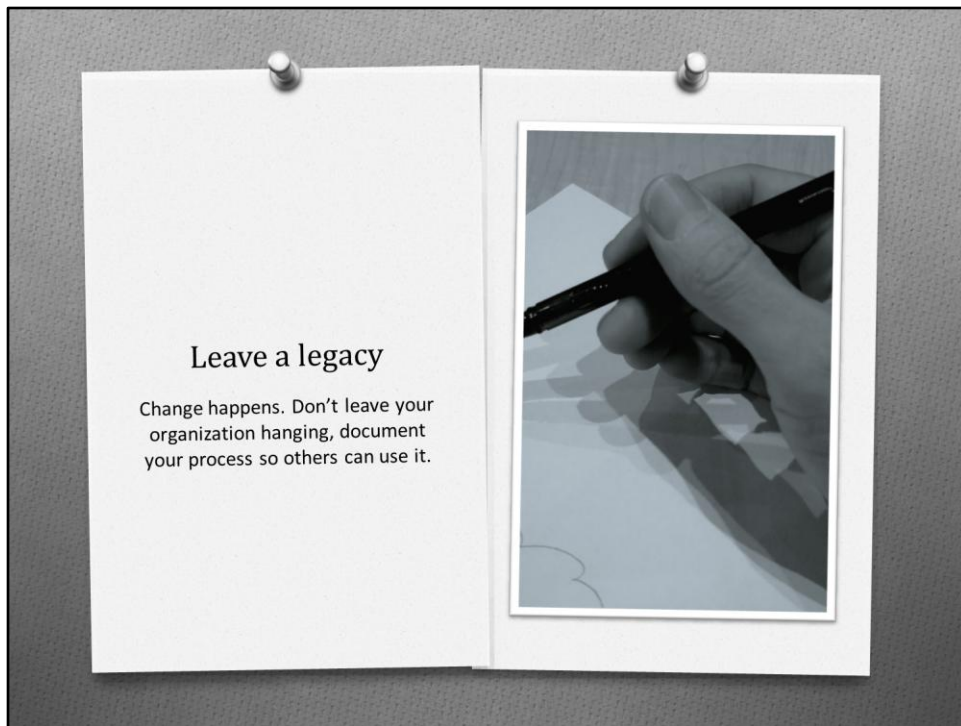 Leave a legacy
Change happens. Don’t leave your
organization hanging, document
your process so others can use it.